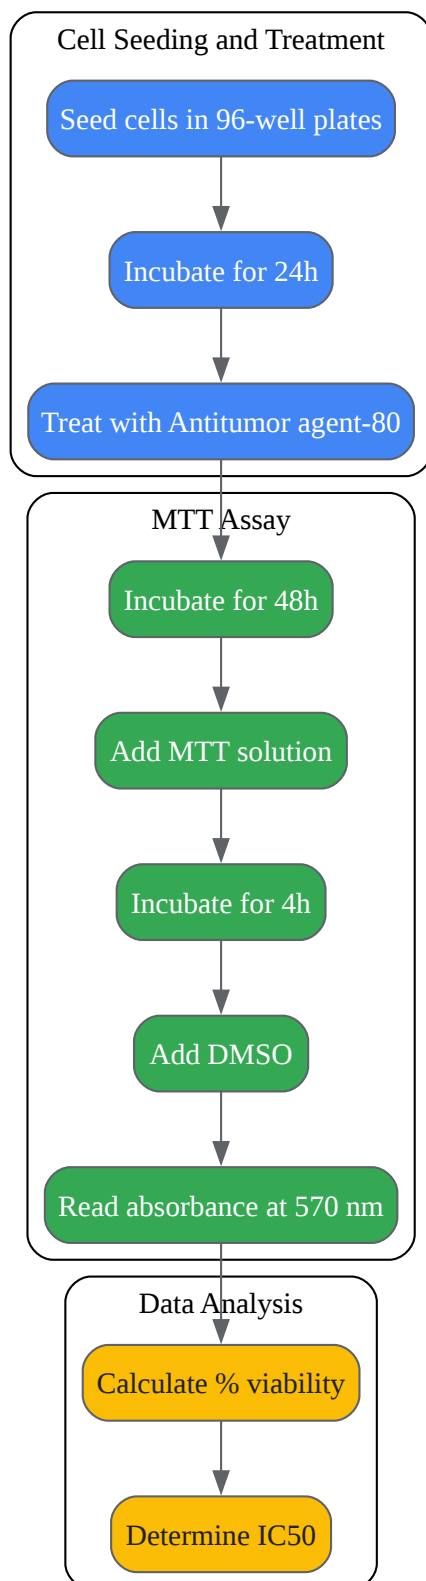 Cell Seeding and Treatment
Seed cells in 96-well plates
Incubate for 24h
Treat with Antitumor agent-80
MTT Assay
Incubate for 48h
Add MTT solution
Incubate for 4h
Add DMSO
Read absorbance at 570 nm
Data Analysis
Calculate % viability
Determine IC50